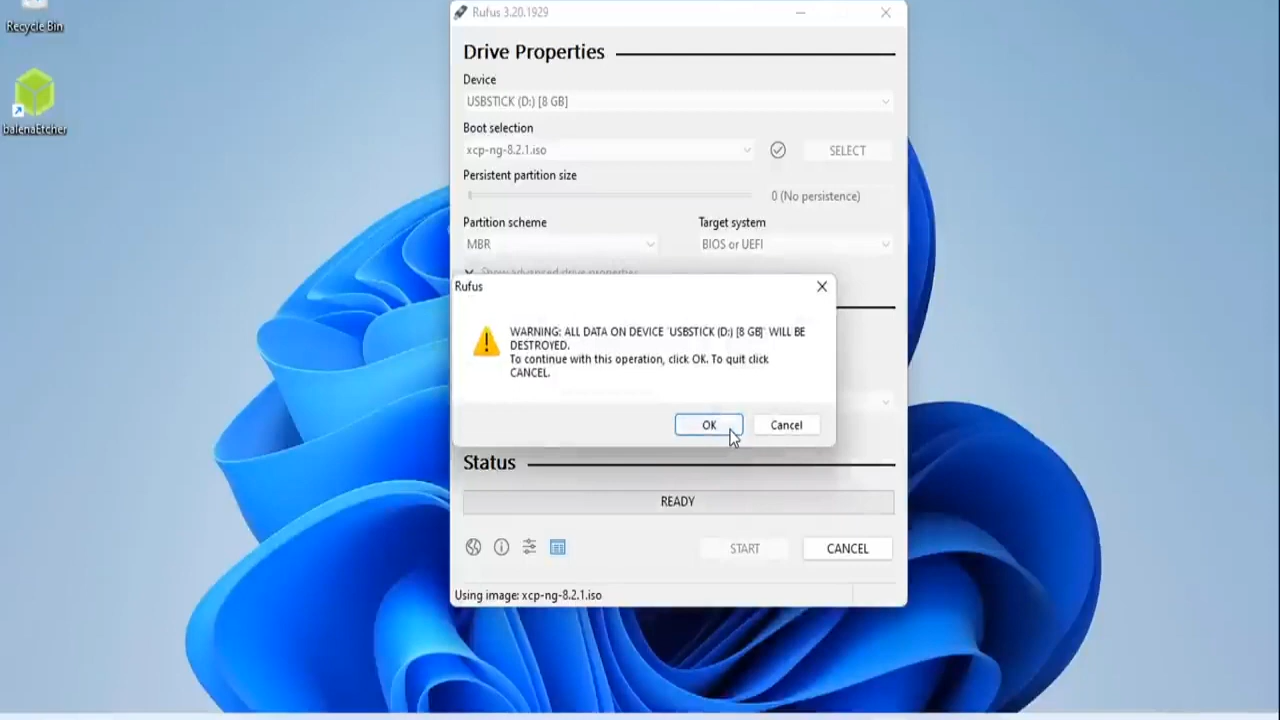 Recycle Bin
balenaEtcher
Rufus 3.20.1929
Drive Properties
Device
USBSTICK (D:) [8 GB]
Boot selection
xcp-ng-8.2.1.iso
SELECT
Persistent partition size
0 (No persistence)
Partition scheme
Target system
MBR
BIOS or UEFI
Show advanced drive properties
Rufus
WARNING: ALL DATA ON DEVICE 'USBSTICK (D:) [8 GB]' WILL BE
DESTROYED.
To continue with this operation, click OK. To quit click
CANCEL.
OK
Cancel
Status
READY
START
CANCEL
Using image: xcp-ng-8.2.1.iso